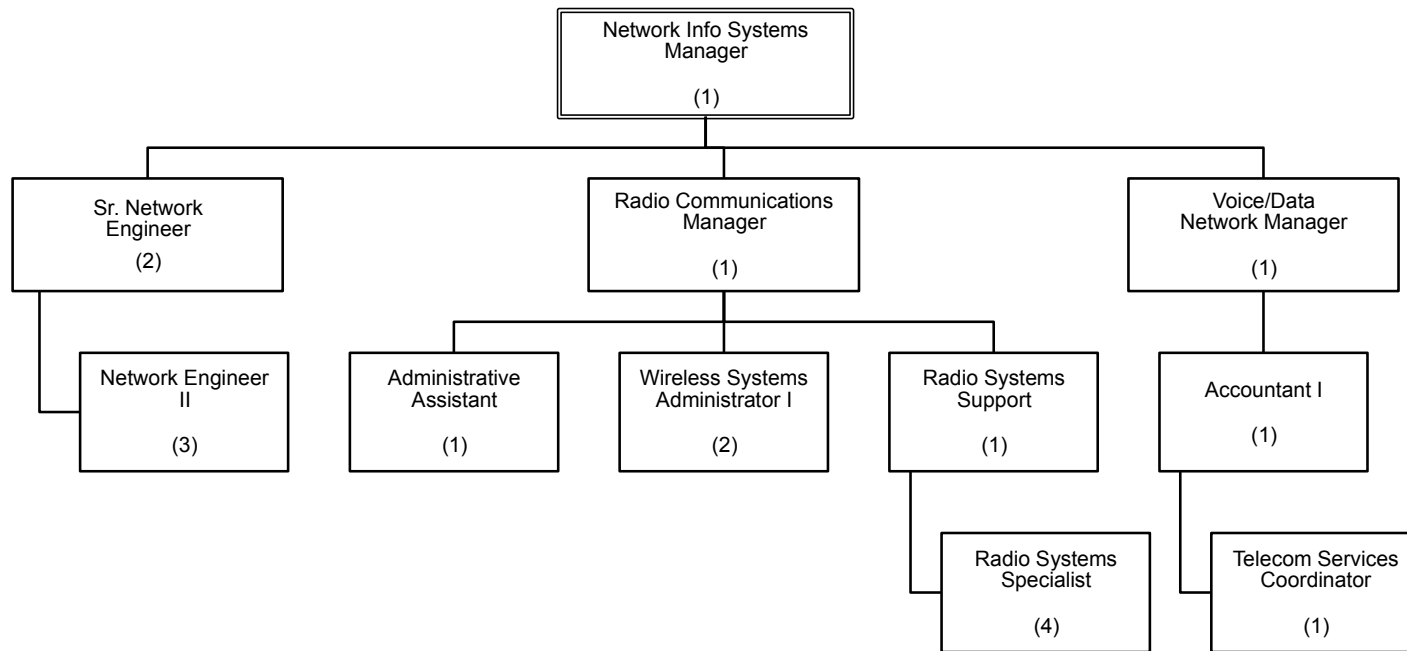 Network Info Systems
Manager
(1)
Sr. Network
Engineer
(2)
Radio Communications
Manager
(1)
Voice/Data
Network Manager
(1)
Network Engineer
II
(3)
Administrative
Assistant
(1)
Wireless Systems
Administrator I
(2)
Radio Systems
Support
(1)
Accountant I
(1)
Radio Systems
Specialist
(4)
Telecom Services
Coordinator
(1)